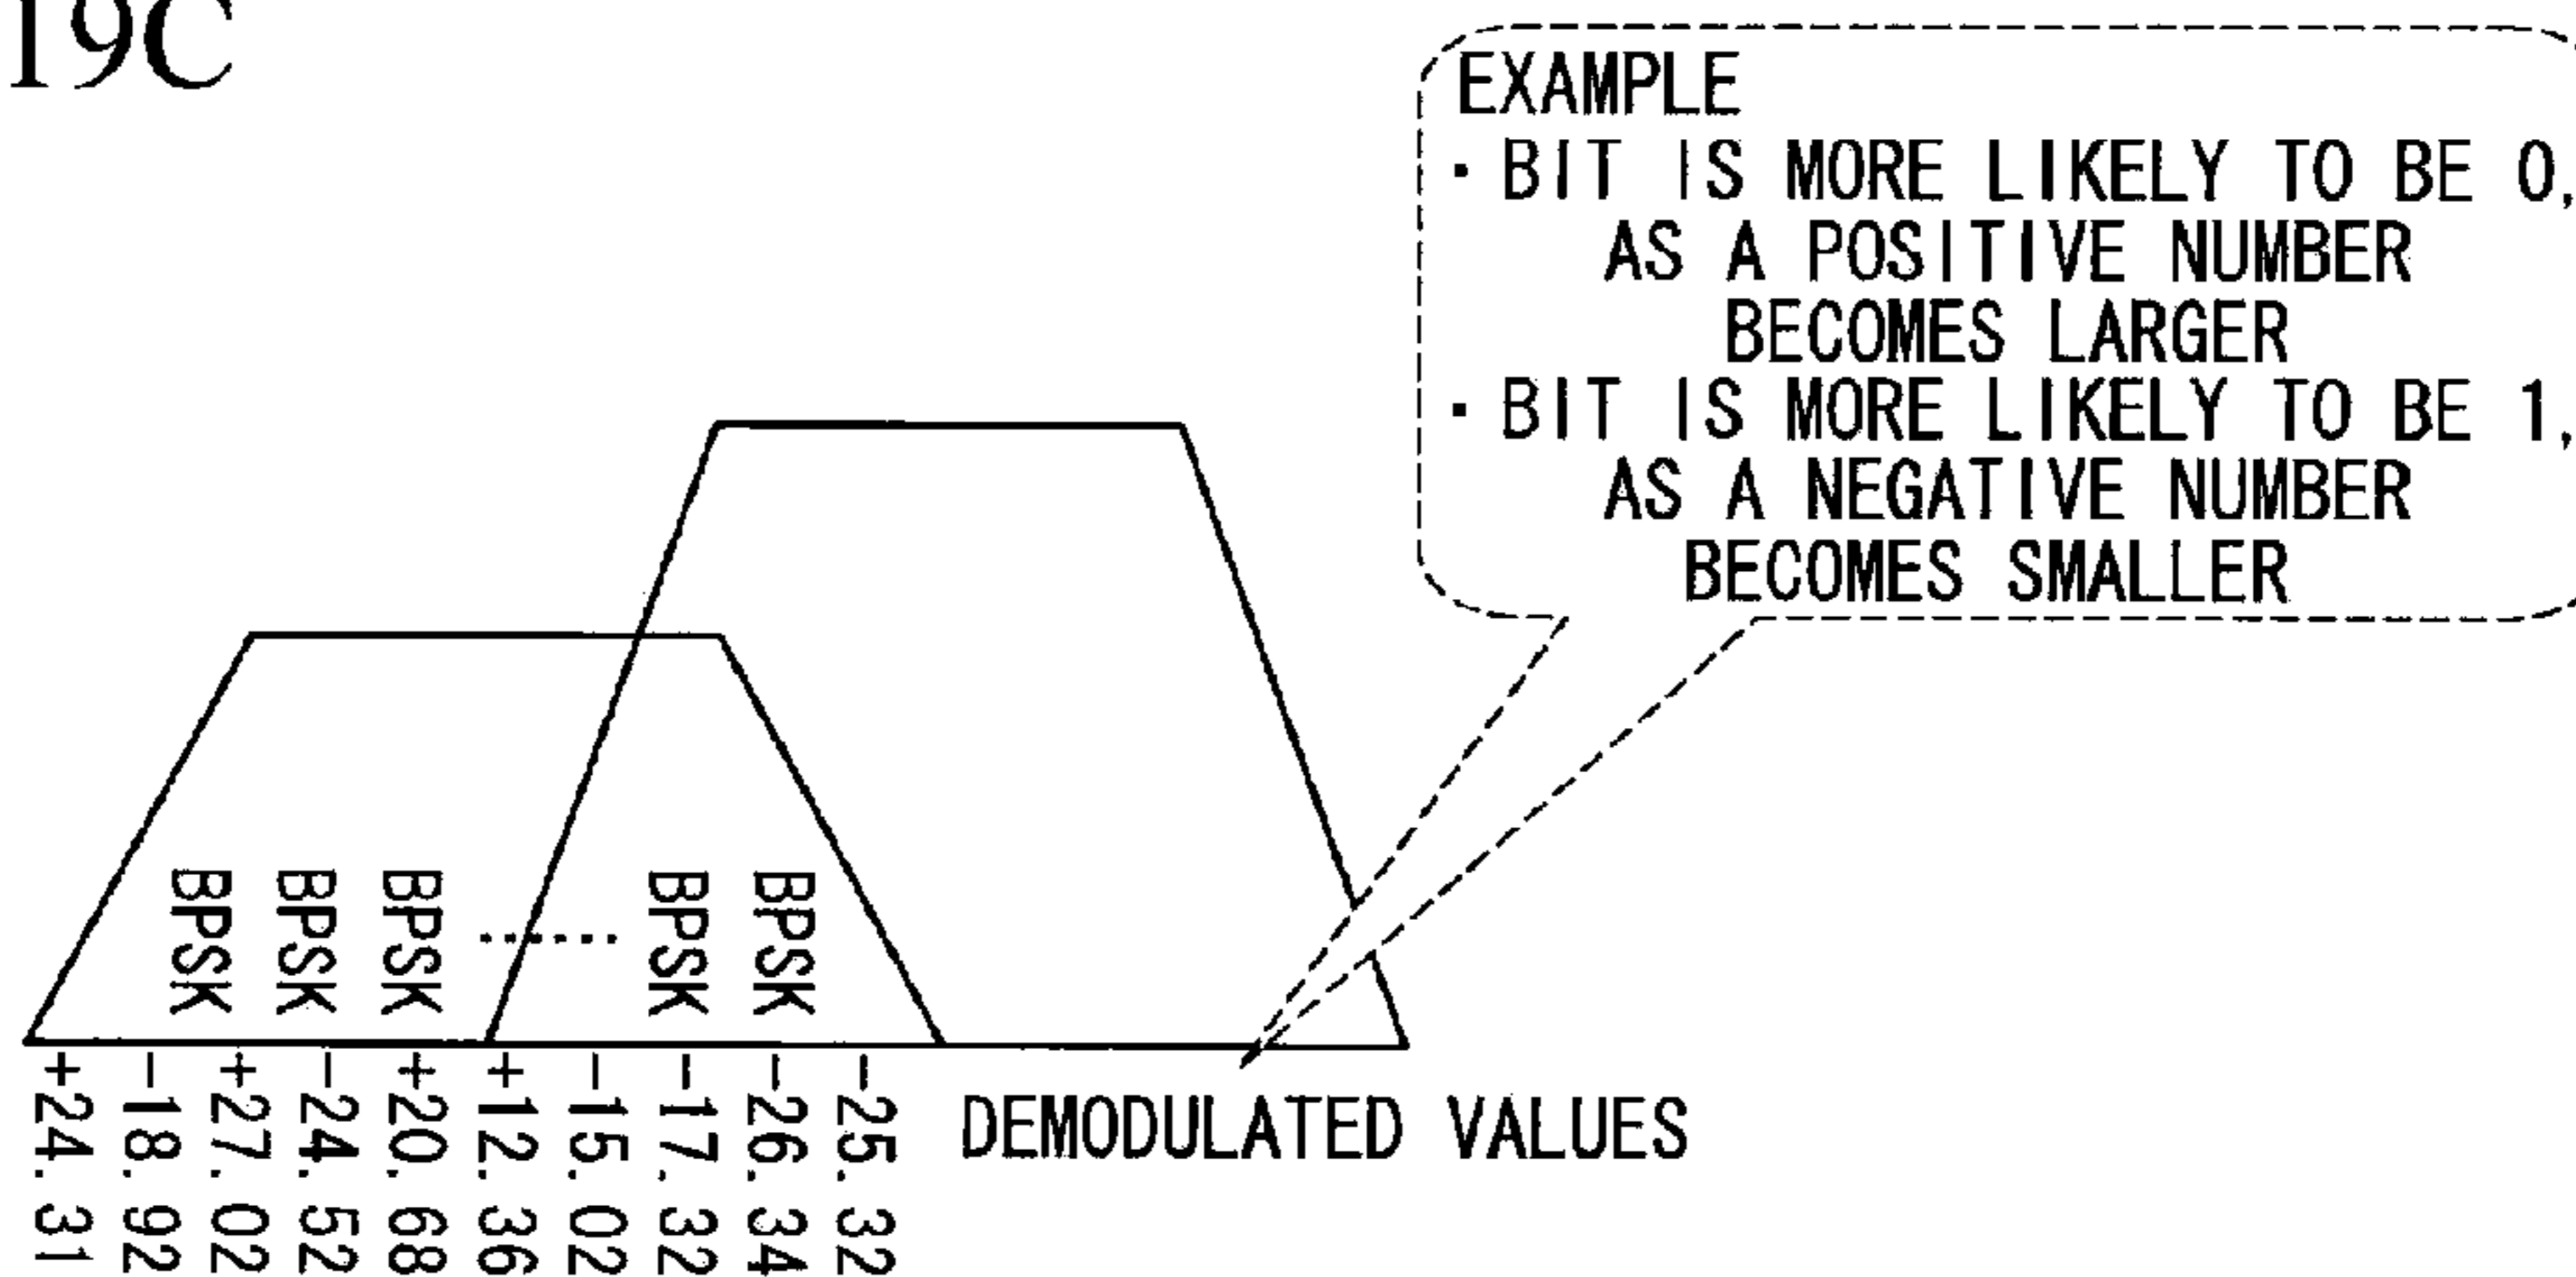 19C
EXAMPLE
・BIT IS MORE LIKELY TO BE 0,
AS A POSITIVE NUMBER
BECOMES LARGER
・BIT IS MORE LIKELY TO BE 1,
AS A NEGATIVE NUMBER
BECOMES SMALLER
BPSK
BPSK
BPSK
......
BPSK
BPSK
+24.31
-18.92
+27.02
-24.52
+20.68
+12.36
-15.02
-17.32
-26.34
-25.32
DEMODULATED VALUES